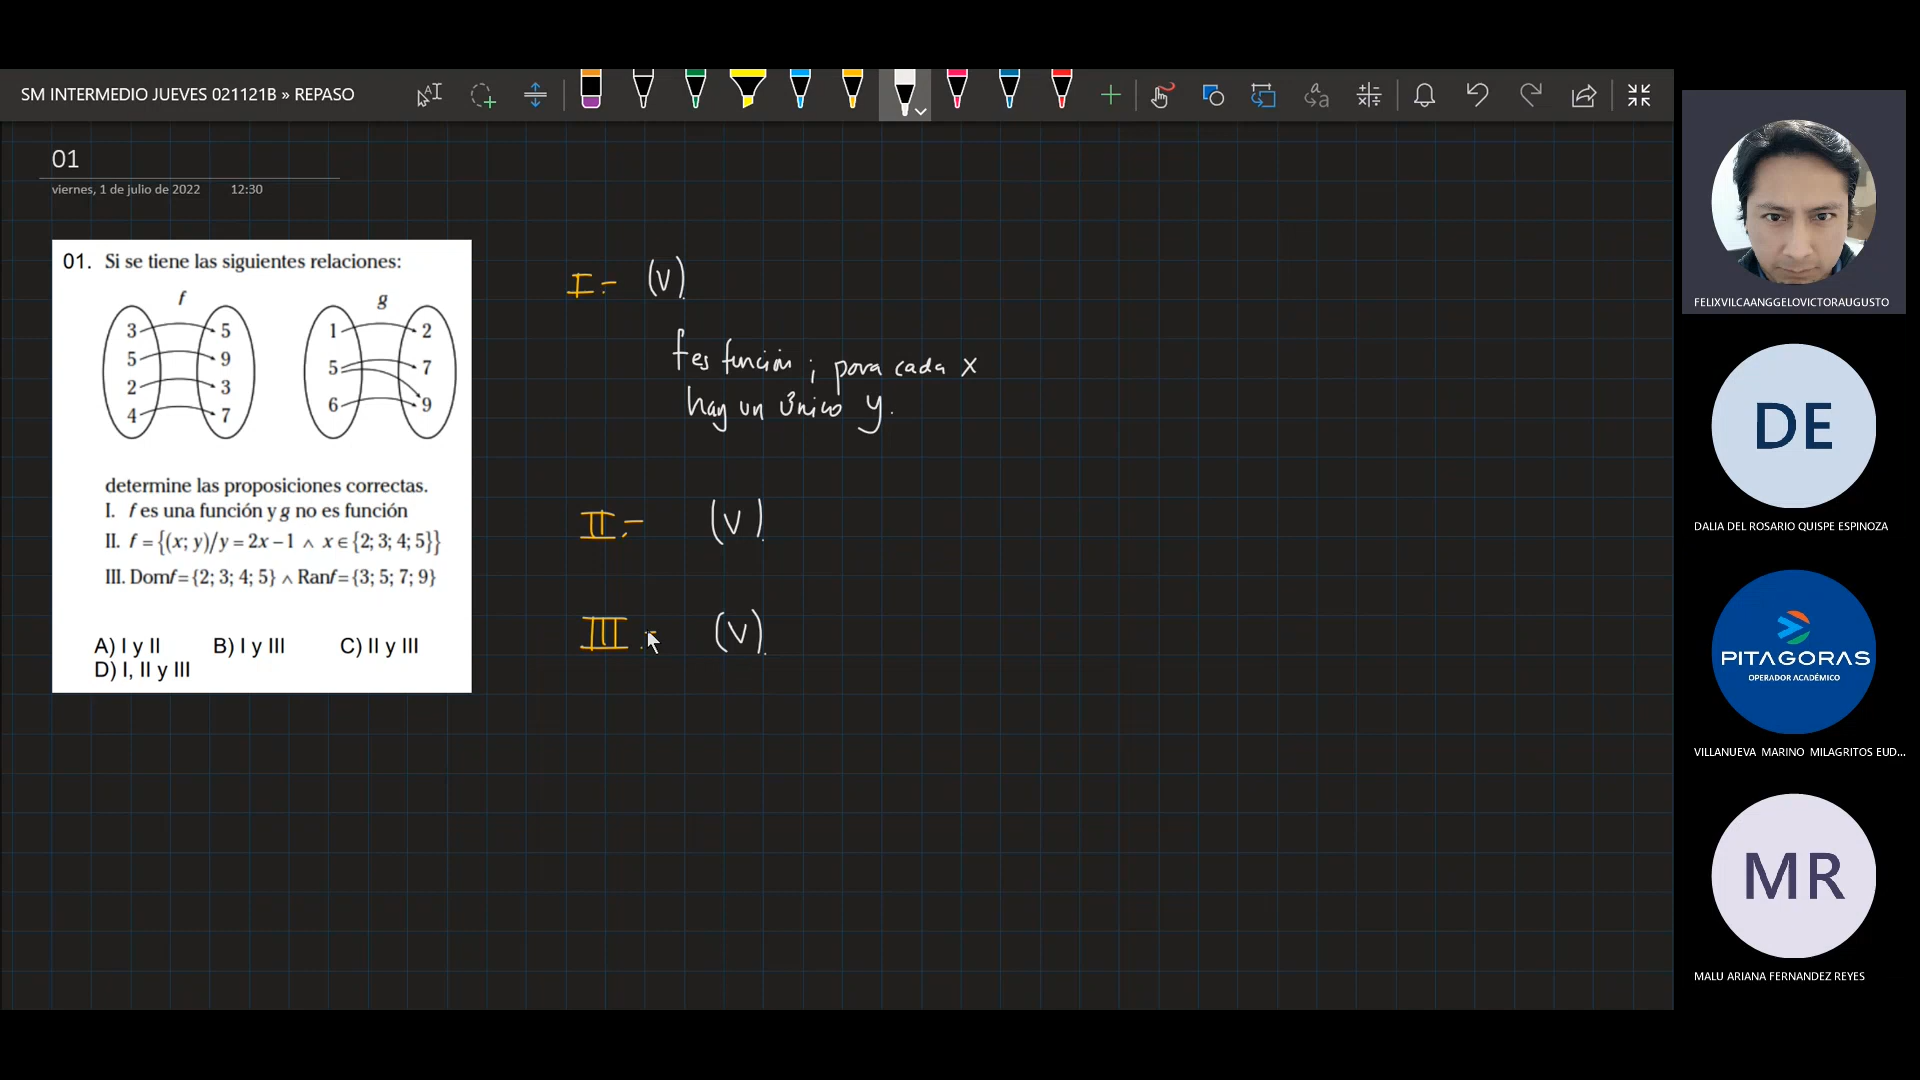 SM INTERMEDIO JUEVES 021121B » REPASO
01
viernes, 1 de julio de 2022 12:30
01. Si se tiene las siguientes relaciones:
f g
3 5 1 2
5 9 5 7
2 3 6 9
4 7
determine las proposiciones correctas.
I. f es una función y g no es función
II. f = {(x; y)/y = 2x – 1 ∧ x ∈ {2; 3; 4; 5}}
III. Domf = {2; 3; 4; 5} ∧ Ranf = {3; 5; 7; 9}
A) I y II B) I y III C) II y III
D) I, II y III
I.- (V)
f es función ; para cada x
hay un único y.
II.- (V)
III.- (V)
FELIXVILCAANGGELOVICTORAUGUSTO
DE
DALIA DEL ROSARIO QUISPE ESPINOZA
PITAGORAS
OPERADOR ACADÉMICO
VILLANUEVA MARINO MILAGRITOS EUD...
MR
MALU ARIANA FERNANDEZ REYES